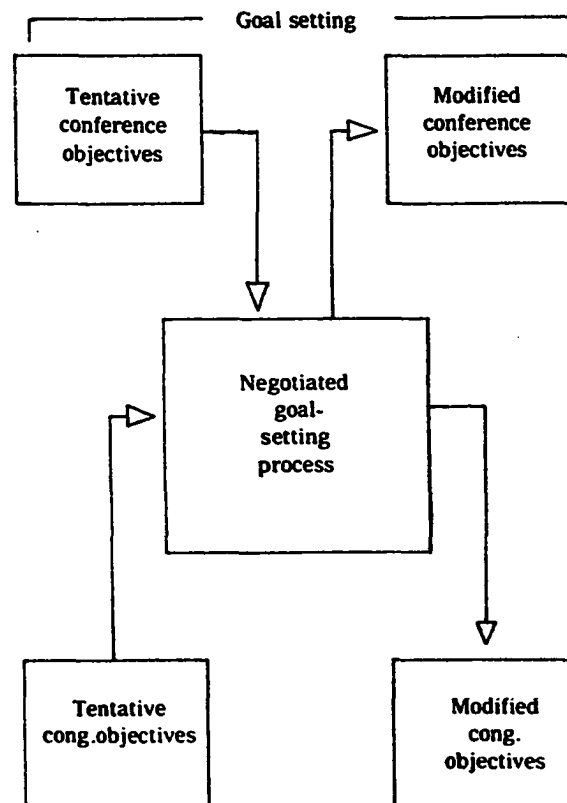 Goal setting
Tentative
conference
objectives
Modified
conference
objectives
Negotiated
goal-
setting
process
Tentative
cong.objectives
Modified
cong.
objectives